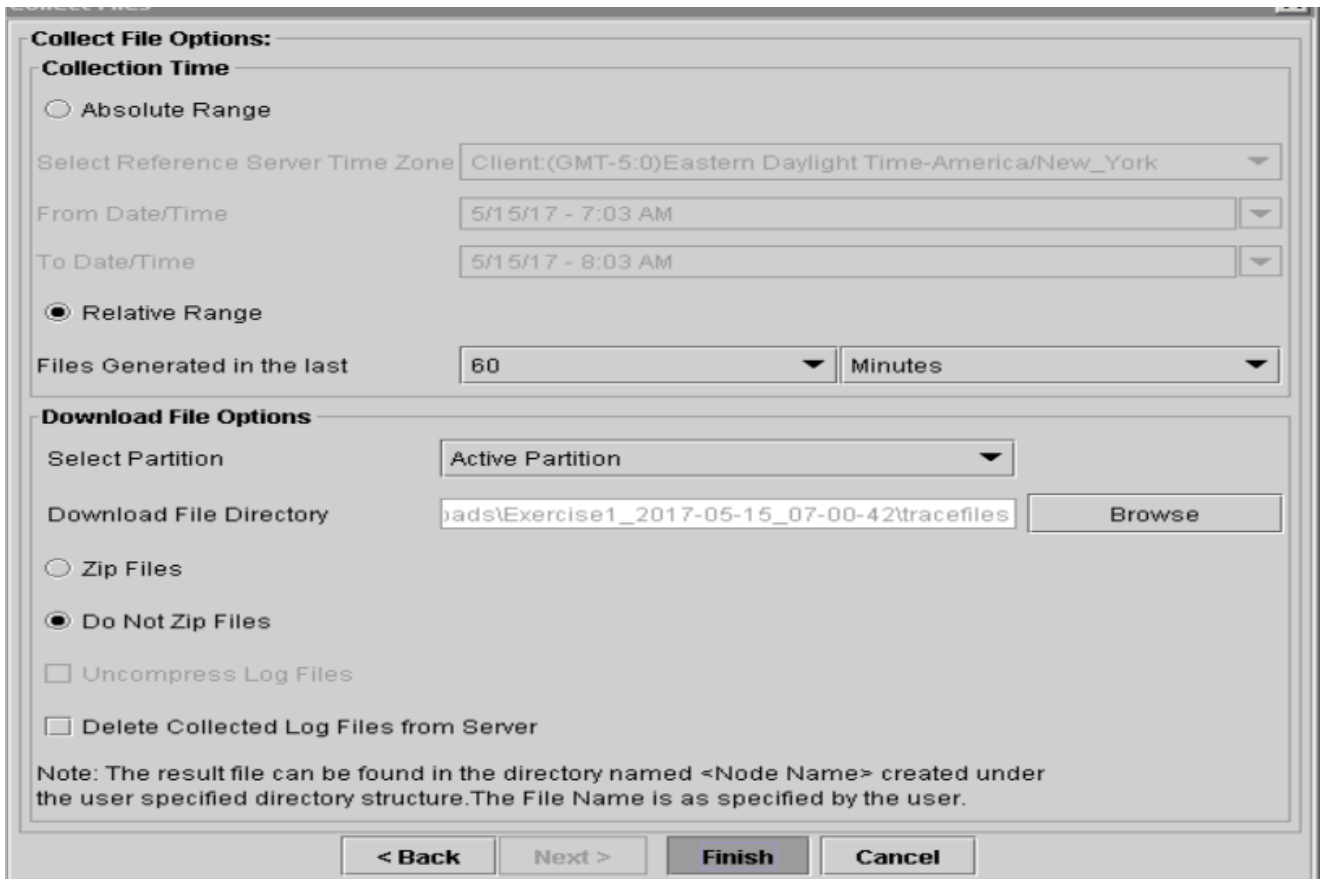 Collect Files
Collect File Options:
Collection Time
Absolute Range
Select Reference Server Time Zone Client:(GMT-5:0)Eastern Daylight Time-America/New_York
From Date/Time 5/15/17 - 7:03 AM
To Date/Time 5/15/17 - 8:03 AM
Relative Range
Files Generated in the last 60 Minutes
Download File Options
Select Partition Active Partition
Download File Directory oads\Exercise1_2017-05-15_07-00-42\tracefiles Browse
Zip Files
Do Not Zip Files
Uncompress Log Files
Delete Collected Log Files from Server
Note: The result file can be found in the directory named <Node Name> created under
the user specified directory structure.The File Name is as specified by the user.
< Back Next > Finish Cancel